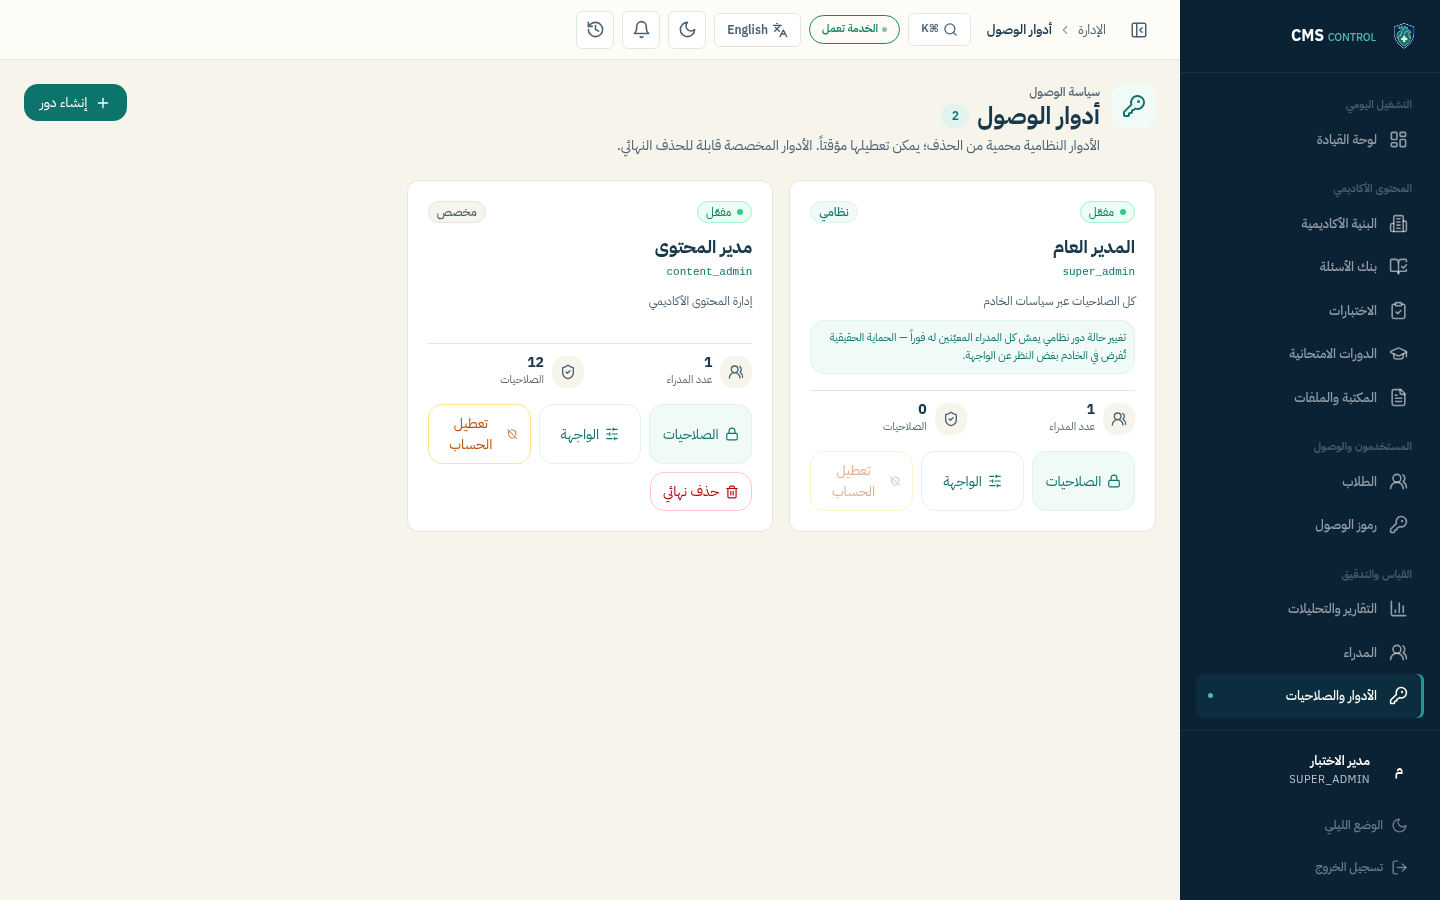 CMS CONTROL
التشغيل اليومي
لوحة القيادة
المحتوى الأكاديمي
البنية الأكاديمية
بنك الأسئلة
الاختبارات
الدورات الامتحانية
المكتبة والملفات
المستخدمون والوصول
الطلاب
رموز الوصول
القياس والتدقيق
التقارير والتحليلات
المدراء
الأدوار والصلاحيات
مدير الاختبار
م
SUPER_ADMIN
الوضع الليلي
تسجيل الخروج
الإدارة
أدوار الوصول
K⌘
الخدمة تعمل
English
سياسة الوصول
أدوار الوصول 2
الأدوار النظامية محمية من الحذف؛ يمكن تعطيلها مؤقتاً. الأدوار المخصصة قابلة للحذف النهائي.
إنشاء دور
مفعّل
نظامي
المدير العام
super_admin
كل الصلاحيات عبر سياسات الخادم
تغيير حالة دور نظامي يمسّ كل المدراء المعيّنين له فوراً — الحماية الحقيقية
تُفرض في الخادم بغض النظر عن الواجهة.
1
عدد المدراء
0
الصلاحيات
الصلاحيات
الواجهة
تعطيل
الحساب
مفعّل
مخصص
مدير المحتوى
content_admin
إدارة المحتوى الأكاديمي
1
عدد المدراء
12
الصلاحيات
الصلاحيات
الواجهة
تعطيل
الحساب
حذف نهائي